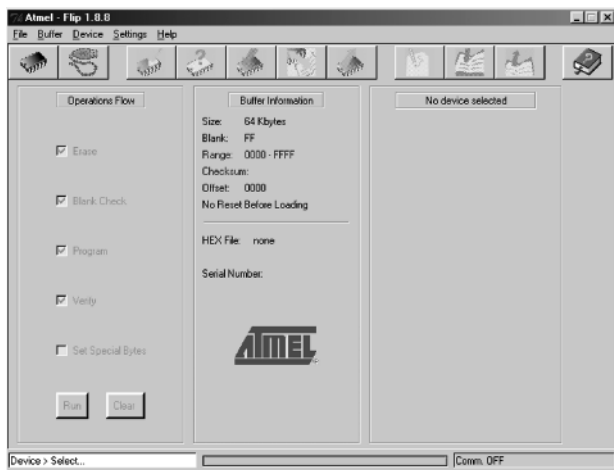 Atmel - Flip 1.8.8
File Buffer Device Settings Help
Operations Flow
Erase
Blank Check
Program
Verify
Set Special Bytes
Run Clear
Buffer Information
Size: 64 Kbytes
Blank: FF
Range: 0000 - FFFF
Checksum:
Offset: 0000
No Reset Before Loading
HEX File: none
Serial Number:
ATMEL
No device selected
Device > Select...
Comm. OFF